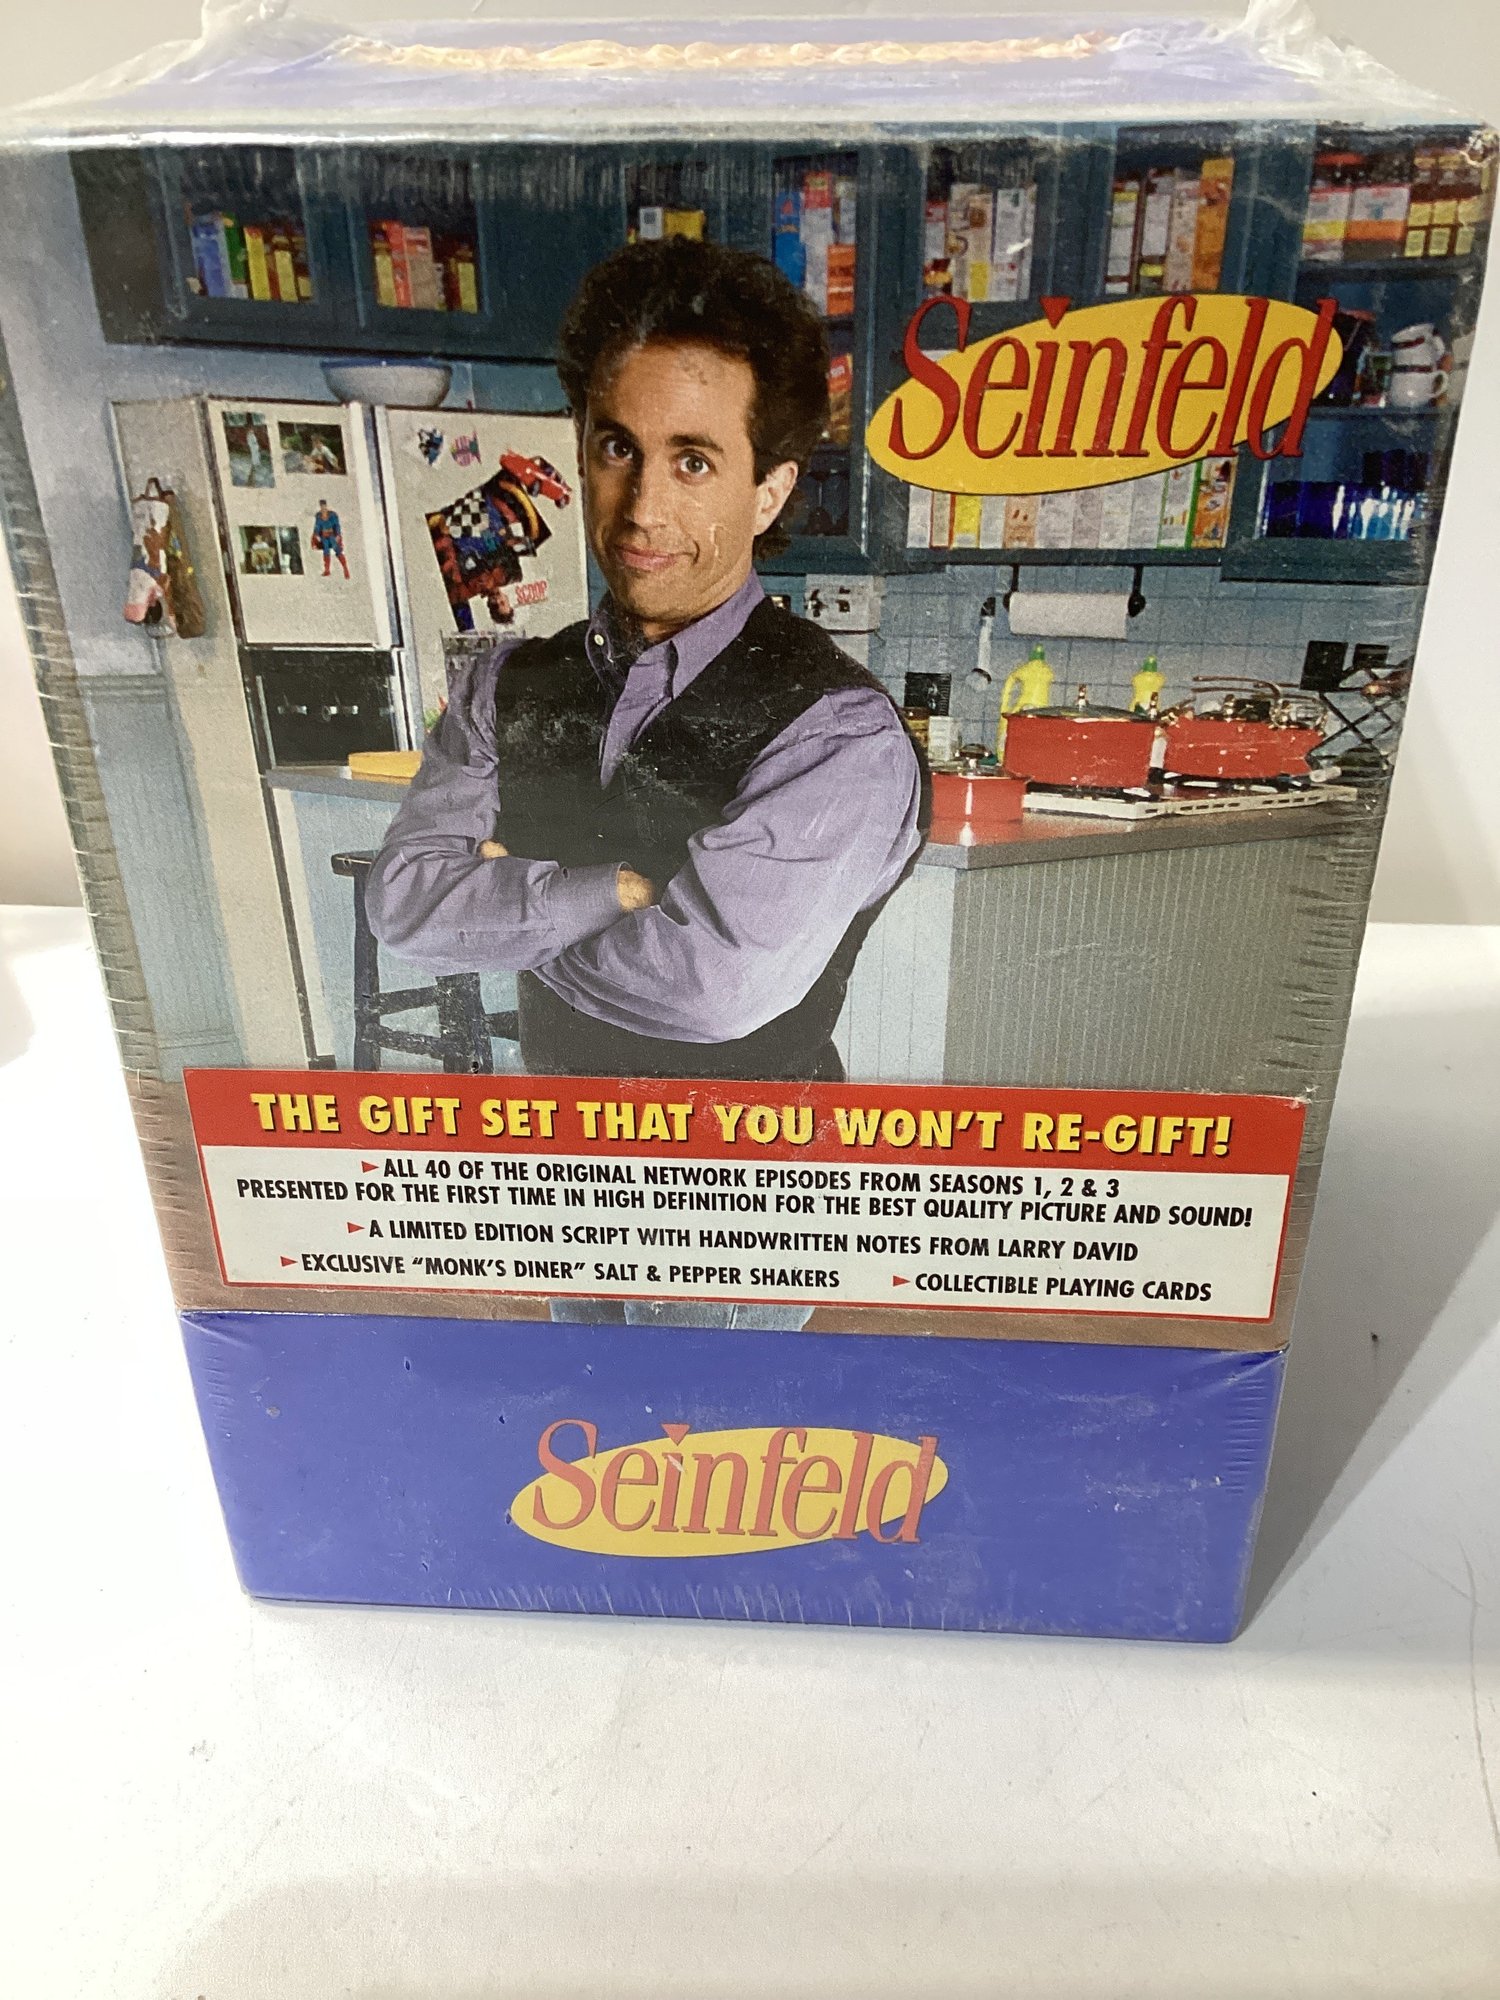 Seinfeld
SCOOP
THE GIFT SET THAT YOU WON'T RE-GIFT!
►ALL 40 OF THE ORIGINAL NETWORK EPISODES FROM SEASONS 1, 2 & 3
PRESENTED FOR THE FIRST TIME IN HIGH DEFINITION FOR THE BEST QUALITY PICTURE AND SOUND!
►A LIMITED EDITION SCRIPT WITH HANDWRITTEN NOTES FROM LARRY DAVID
►EXCLUSIVE "MONK'S DINER" SALT & PEPPER SHAKERS ►COLLECTIBLE PLAYING CARDS
Seinfeld